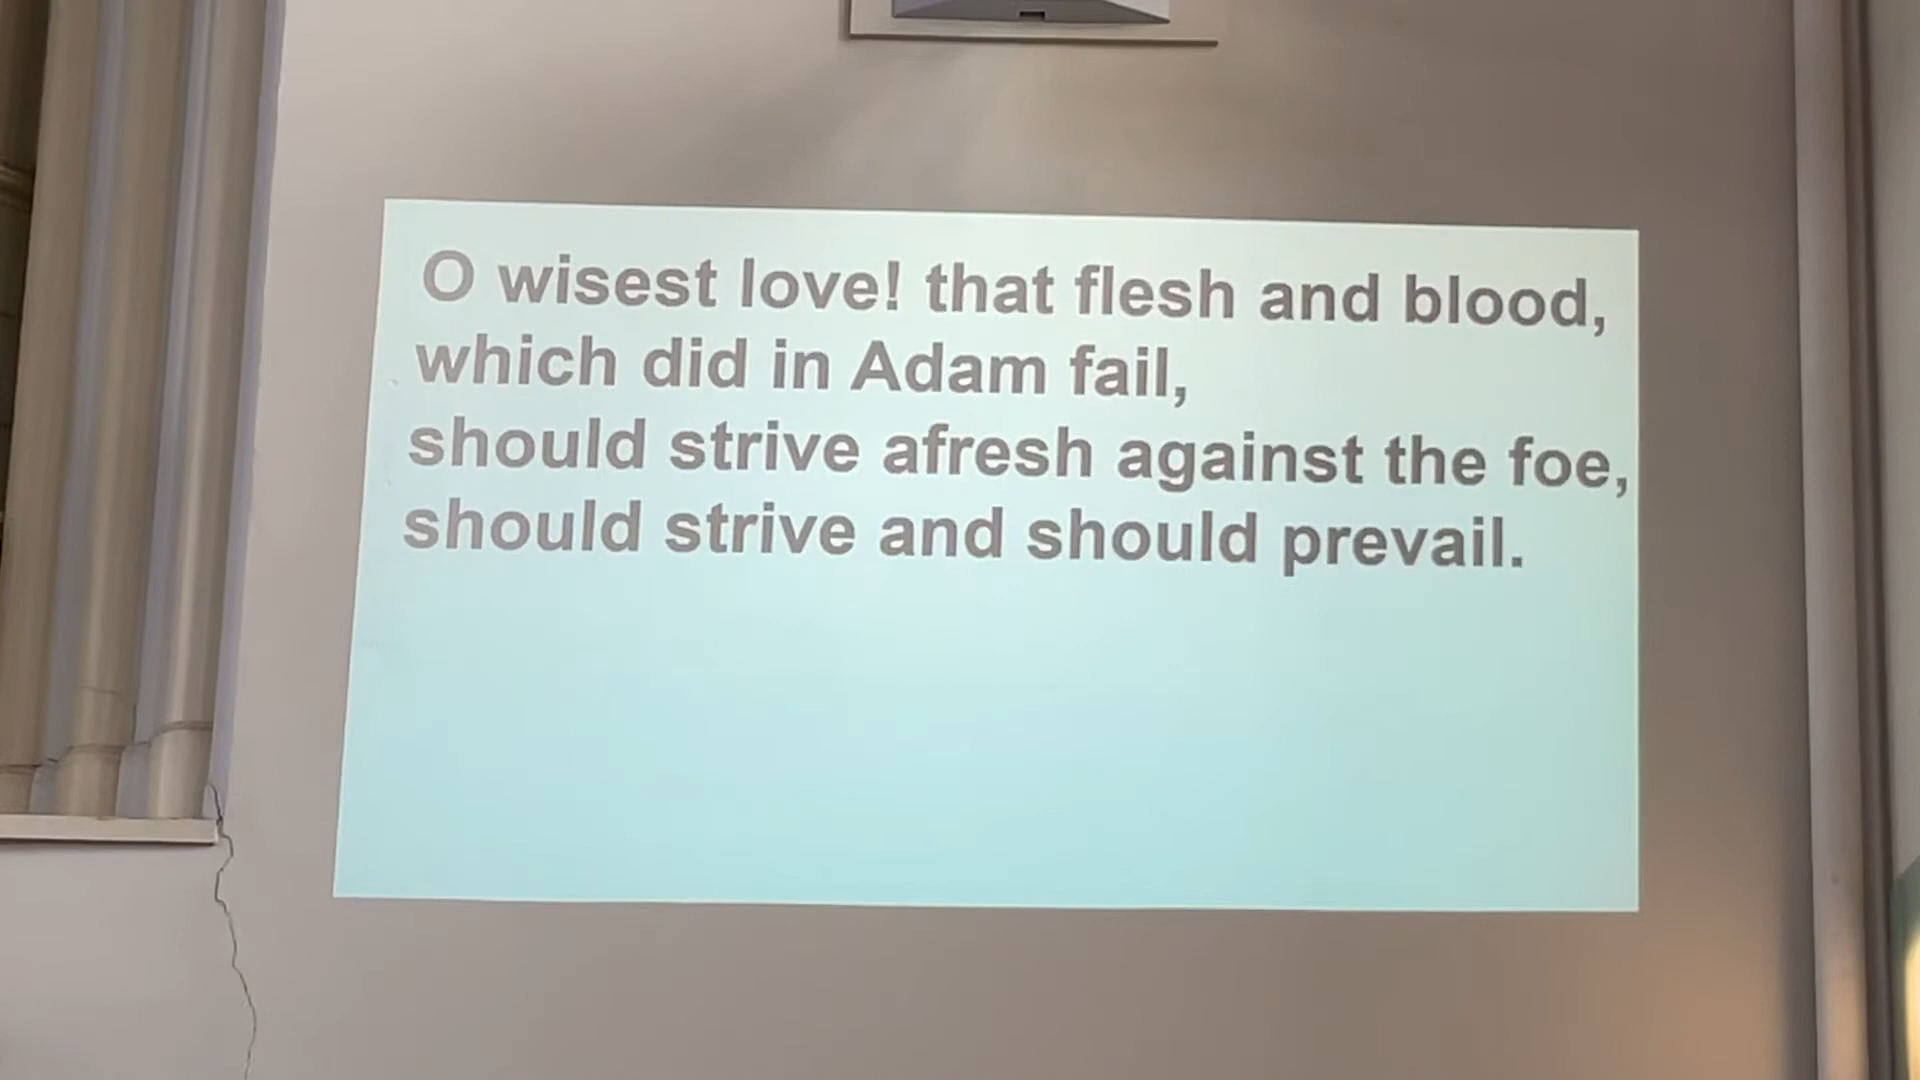 O wisest love! that flesh and blood,
which did in Adam fail,
should strive afresh against the foe,
should strive and should prevail.